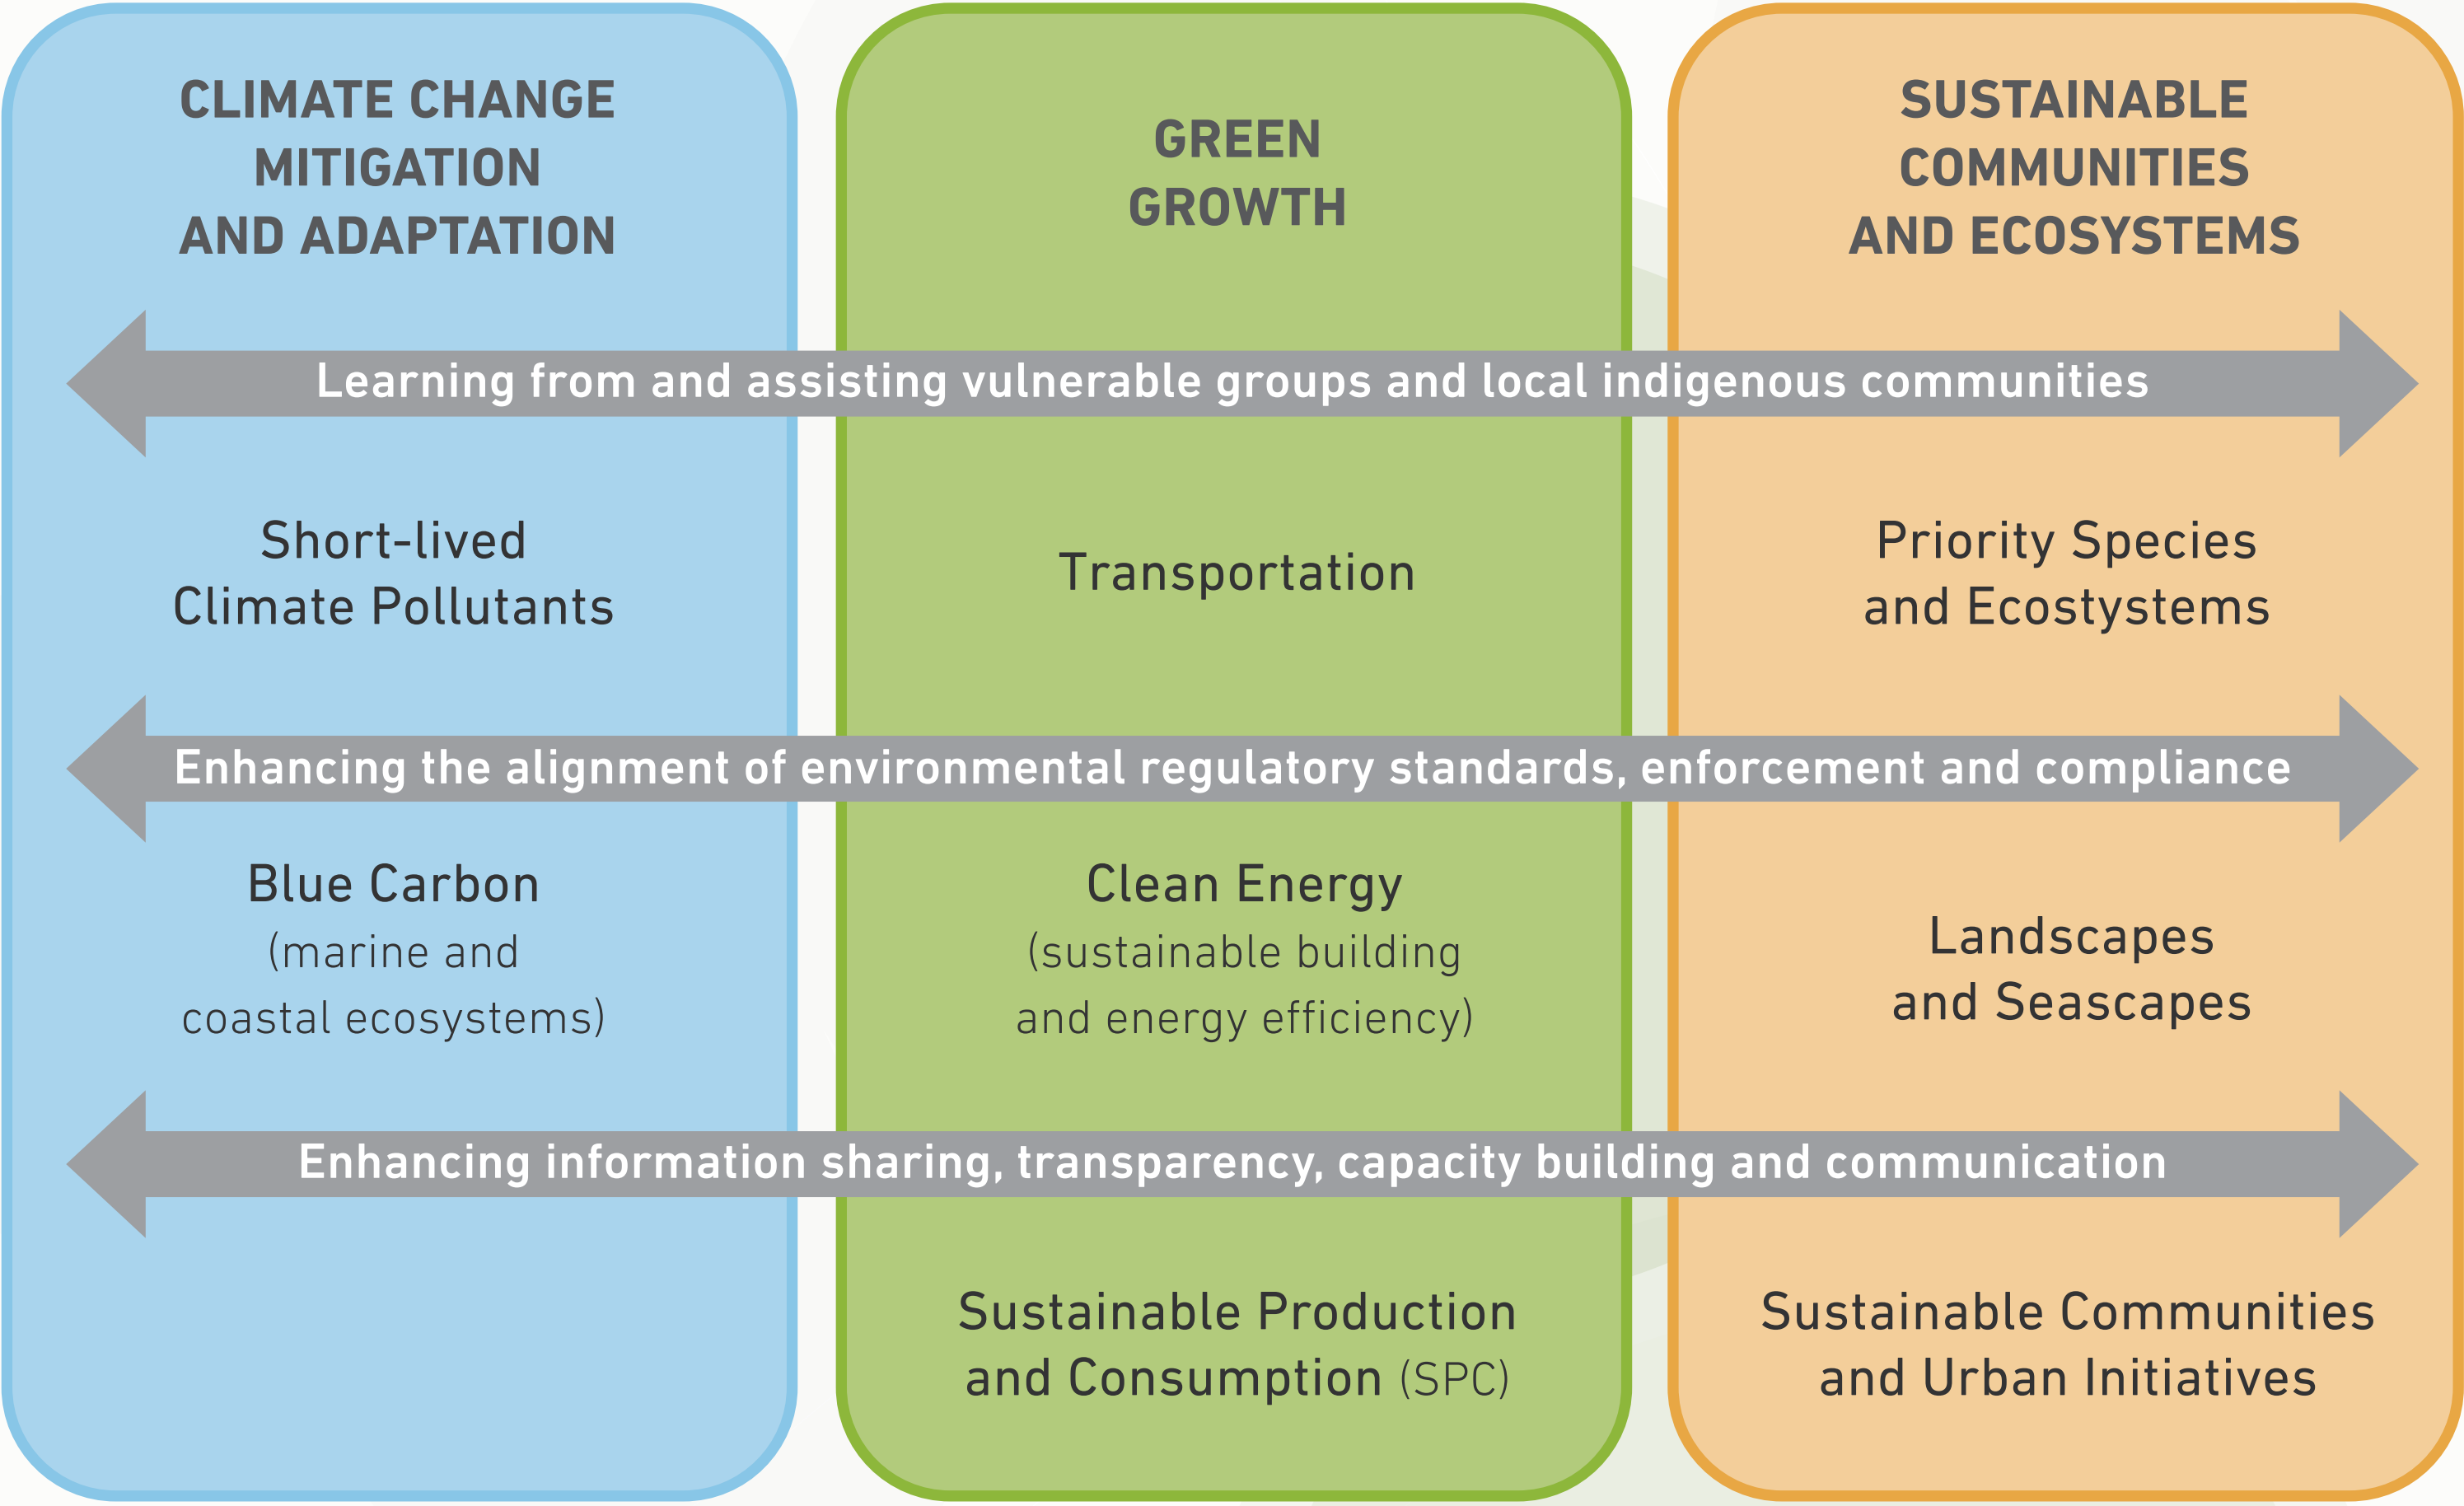 CLIMATE CHANGE
MITIGATION
AND ADAPTATION
GREEN
GROWTH
SUSTAINABLE
COMMUNITIES
AND ECOSYSTEMS
Learning from and assisting vulnerable groups and local indigenous communities
Short-lived
Climate Pollutants
Transportation
Priority Species
and Ecostystems
Enhancing the alignment of environmental regulatory standards, enforcement and compliance
Blue Carbon
(marine and
coastal ecosystems)
Clean Energy
(sustainable building
and energy efficiency)
Landscapes
and Seascapes
Enhancing information sharing, transparency, capacity building and communication
Sustainable Production
and Consumption (SPC)
Sustainable Communities
and Urban Initiatives